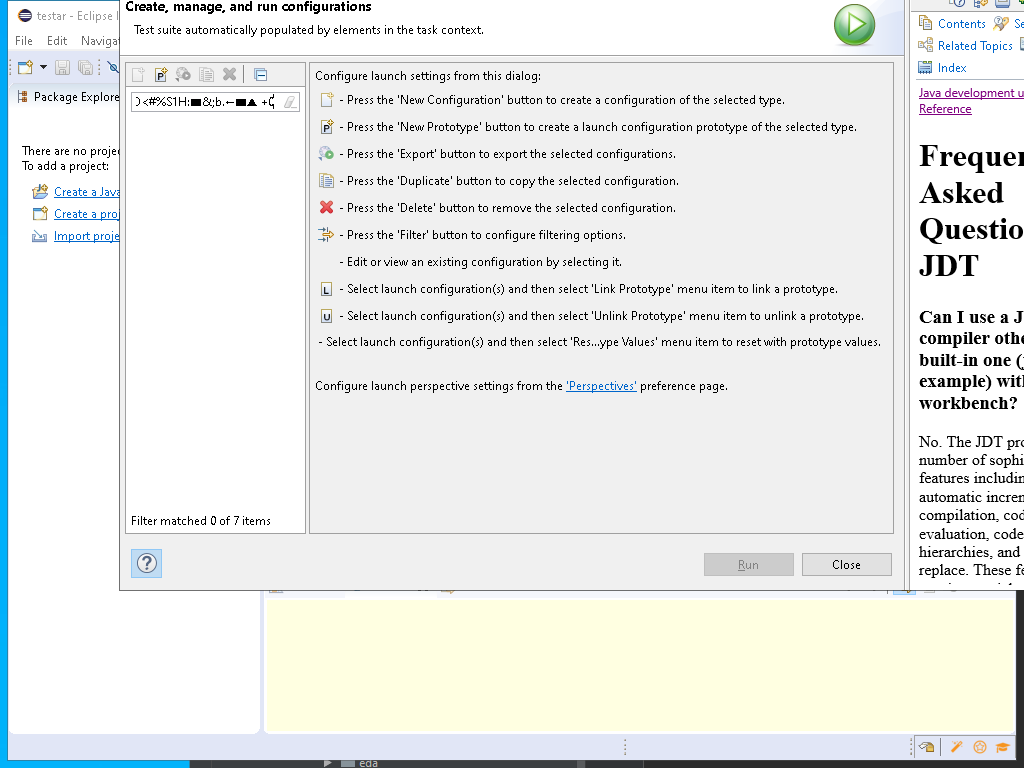 testar - Eclipse
File Edit Naviga
Package Explore
There are no proje
To add a project:
Create a Java
Create a proj
Import proje
Create, manage, and run configurations
Test suite automatically populated by elements in the task context.
Filter matched 0 of 7 items
Configure launch settings from this dialog:
- Press the 'New Configuration' button to create a configuration of the selected type.
P - Press the 'New Prototype' button to create a launch configuration prototype of the selected type.
- Press the 'Export' button to export the selected configurations.
- Press the 'Duplicate' button to copy the selected configuration.
- Press the 'Delete' button to remove the selected configuration.
- Press the 'Filter' button to configure filtering options.
- Edit or view an existing configuration by selecting it.
L - Select launch configuration(s) and then select 'Link Prototype' menu item to link a prototype.
U - Select launch configuration(s) and then select 'Unlink Prototype' menu item to unlink a prototype.
- Select launch configuration(s) and then select 'Res...ype Values' menu item to reset with prototype values.
Configure launch perspective settings from the 'Perspectives' preference page.
? Run Close
Contents Se
Related Topics
Index
Java development u
Reference
Frequen
Asked
Questio
JDT
Can I use a J
compiler othe
built-in one (j
example) with
workbench?
No. The JDT pro
number of sophi
features includin
automatic increm
compilation, cod
evaluation, code
hierarchies, and
replace. These fe
eda